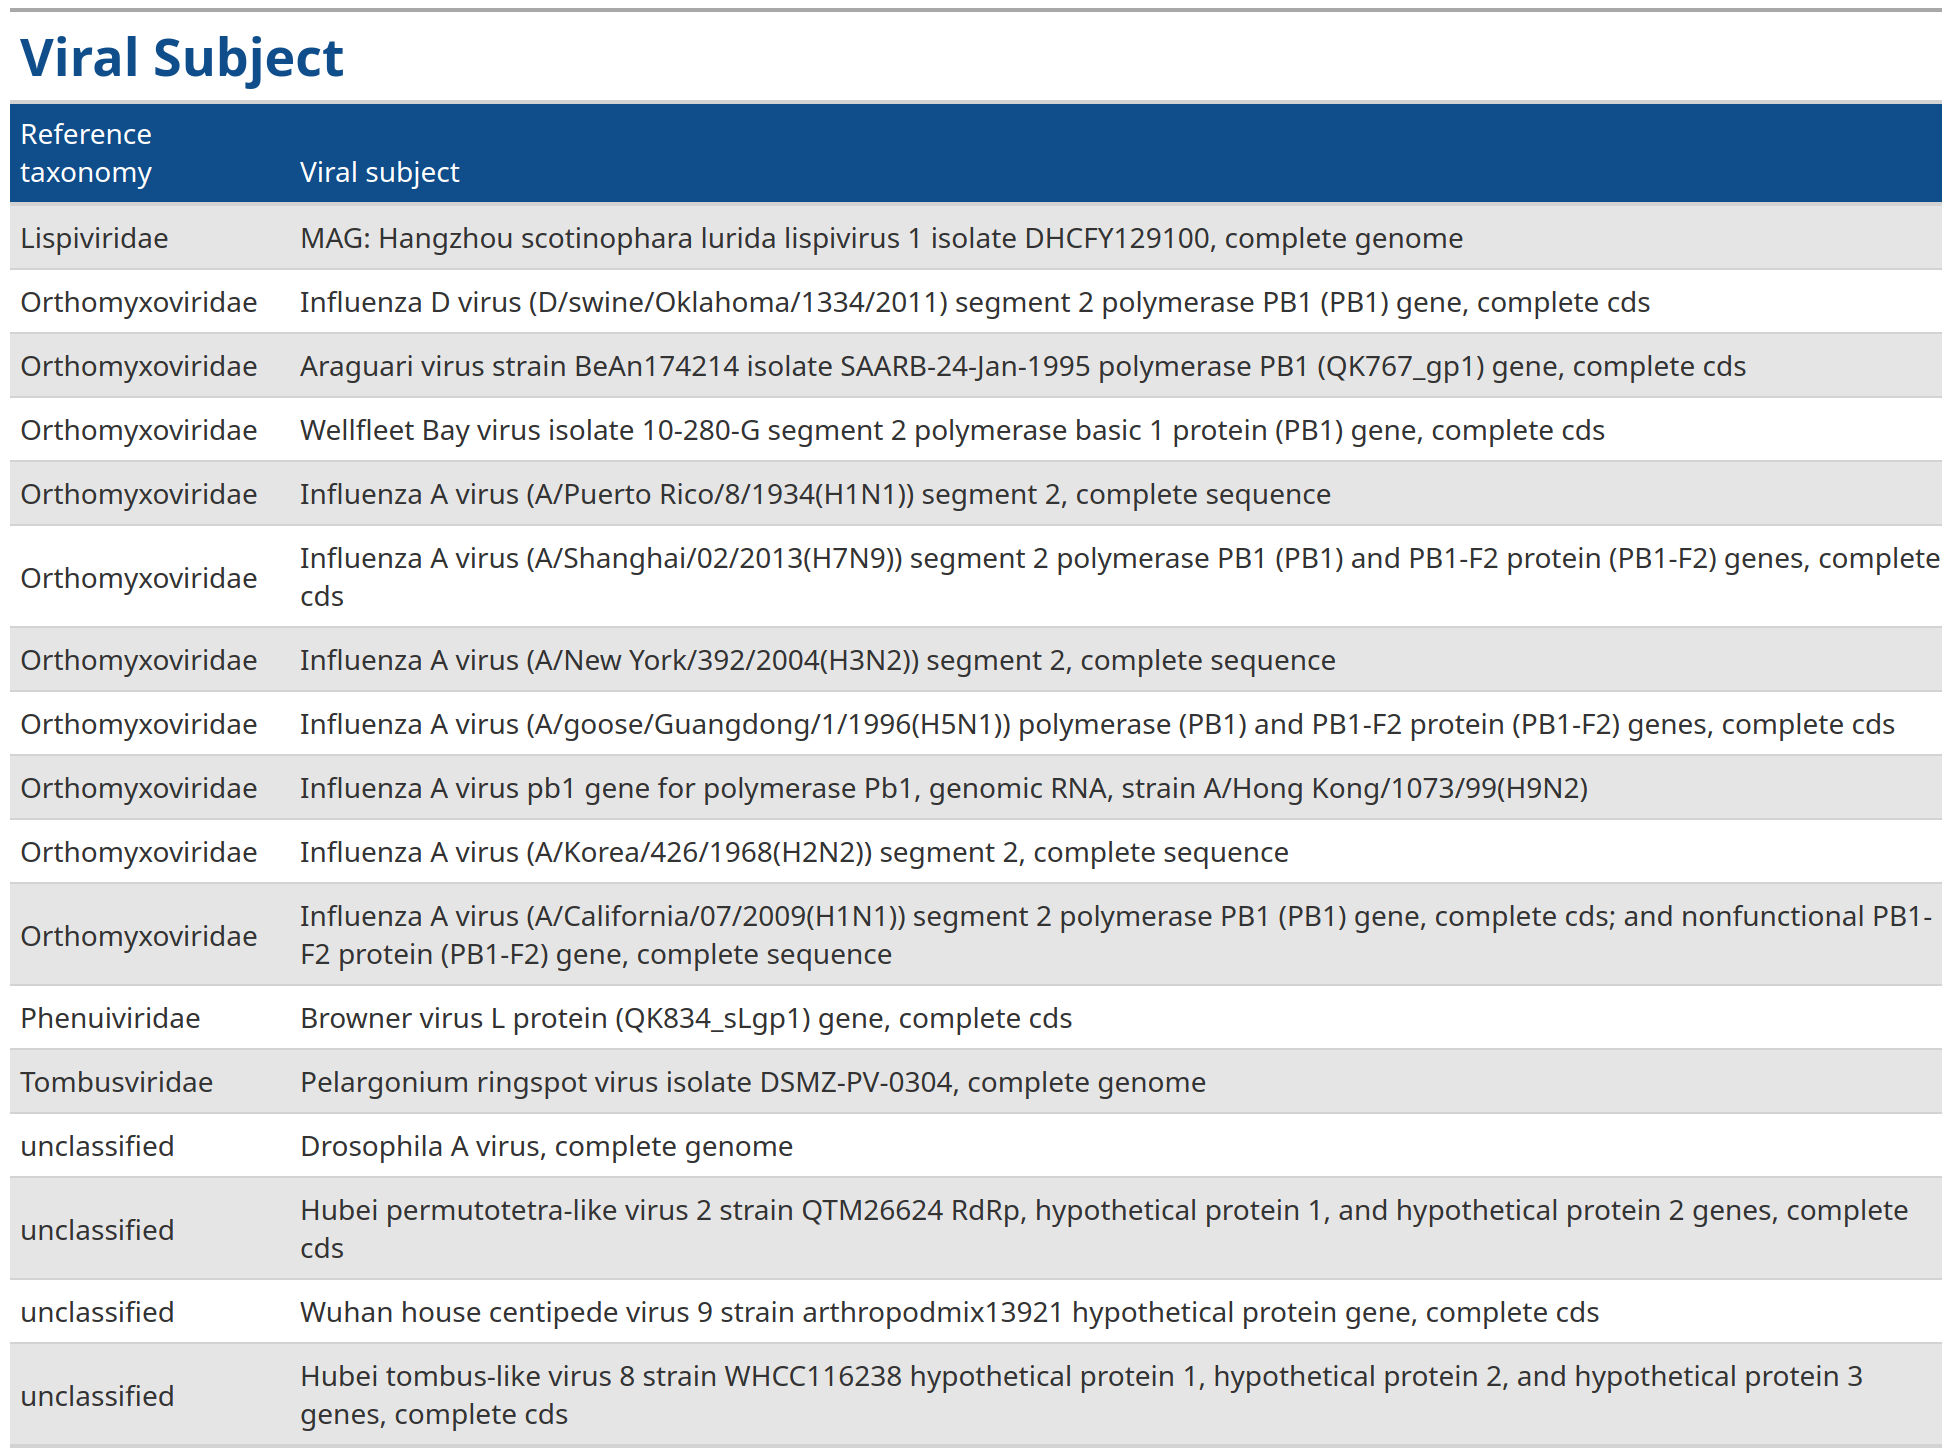 Viral Subject
Reference
taxonomy
Viral subject
Lispiviridae
MAG: Hangzhou scotinophara lurida lispivirus 1 isolate DHCFY129100, complete genome
Orthomyxoviridae
Influenza D virus (D/swine/Oklahoma/1334/2011) segment 2 polymerase PB1 (PB1) gene, complete cds
Orthomyxoviridae
Araguari virus strain BeAn174214 isolate SAARB-24-Jan-1995 polymerase PB1 (QK767_gp1) gene, complete cds
Orthomyxoviridae
Wellfleet Bay virus isolate 10-280-G segment 2 polymerase basic 1 protein (PB1) gene, complete cds
Orthomyxoviridae
Influenza A virus (A/Puerto Rico/8/1934(H1N1)) segment 2, complete sequence
Orthomyxoviridae
Influenza A virus (A/Shanghai/02/2013(H7N9)) segment 2 polymerase PB1 (PB1) and PB1-F2 protein (PB1-F2) genes, complete
cds
Orthomyxoviridae
Influenza A virus (A/New York/392/2004(H3N2)) segment 2, complete sequence
Orthomyxoviridae
Influenza A virus (A/goose/Guangdong/1/1996(H5N1)) polymerase (PB1) and PB1-F2 protein (PB1-F2) genes, complete cds
Orthomyxoviridae
Influenza A virus pb1 gene for polymerase Pb1, genomic RNA, strain A/Hong Kong/1073/99(H9N2)
Orthomyxoviridae
Influenza A virus (A/Korea/426/1968(H2N2)) segment 2, complete sequence
Orthomyxoviridae
Influenza A virus (A/California/07/2009(H1N1)) segment 2 polymerase PB1 (PB1) gene, complete cds; and nonfunctional PB1-
F2 protein (PB1-F2) gene, complete sequence
Phenuiviridae
Browner virus L protein (QK834_sLgp1) gene, complete cds
Tombusviridae
Pelargonium ringspot virus isolate DSMZ-PV-0304, complete genome
unclassified
Drosophila A virus, complete genome
unclassified
Hubei permutotetra-like virus 2 strain QTM26624 RdRp, hypothetical protein 1, and hypothetical protein 2 genes, complete
cds
unclassified
Wuhan house centipede virus 9 strain arthropodmix13921 hypothetical protein gene, complete cds
unclassified
Hubei tombus-like virus 8 strain WHCC116238 hypothetical protein 1, hypothetical protein 2, and hypothetical protein 3
genes, complete cds